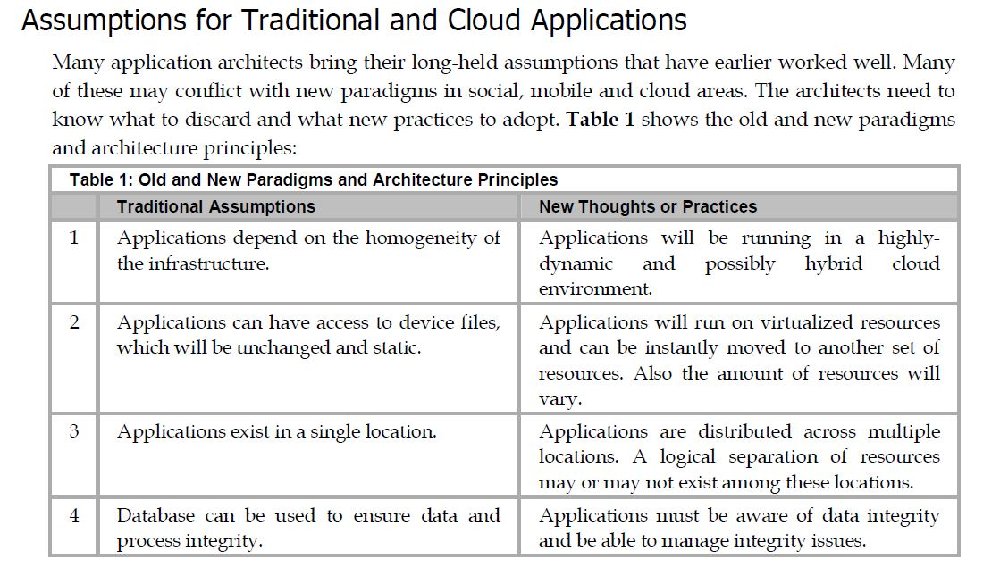 Assumptions for Traditional and Cloud Applications
Many application architects bring their long-held assumptions that have earlier worked well. Many
of these may conflict with new paradigms in social, mobile and cloud areas. The architects need to
know what to discard and what new practices to adopt. Table 1 shows the old and new paradigms
and architecture principles:
Table 1: Old and New Paradigms and Architecture Principles
Traditional Assumptions
New Thoughts or Practices
1
Applications depend on the homogeneity of
the infrastructure.
Applications will be running in a highly-
dynamic and possibly hybrid cloud
environment.
2
Applications can have access to device files,
which will be unchanged and static.
Applications will run on virtualized resources
and can be instantly moved to another set of
resources. Also the amount of resources will
vary.
3
Applications exist in a single location.
Applications are distributed across multiple
locations. A logical separation of resources
may or may not exist among these locations.
4
Database can be used to ensure data and
process integrity.
Applications must be aware of data integrity
and be able to manage integrity issues.